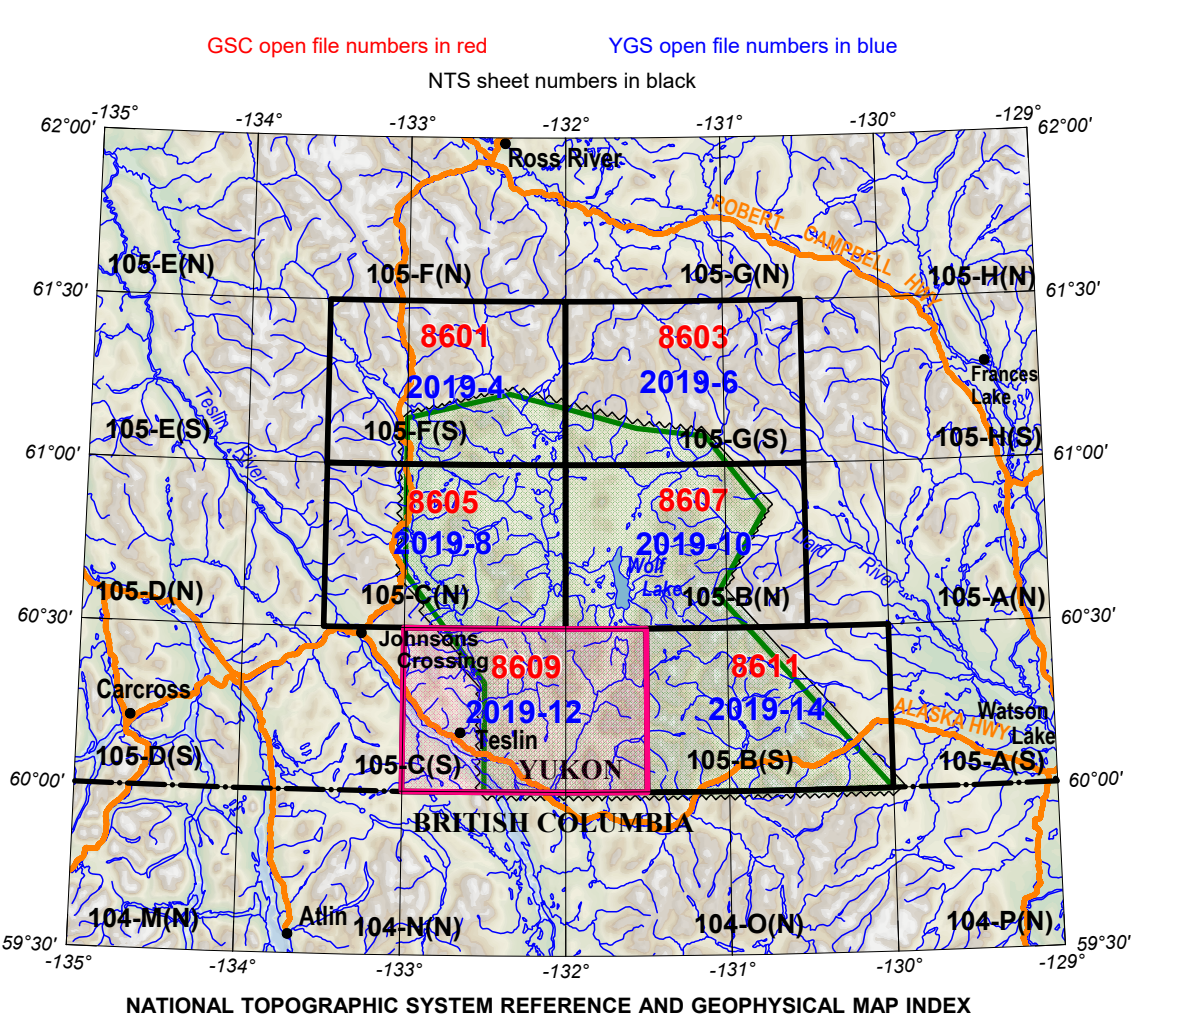 GSC open file numbers in red
YGS open file numbers in blue
NTS sheet numbers in black
-135°
-134
-133
-132
-131°
-130°
-129°
62°00'
62°00'
Ross River
ROBERT CAMPBELL HWY
105-E(N)
105-F(N)
105-G(N)
105-H(N)
61°30'
61°30'
8601
8603
2019-4
2019-6
Frances
Lake
Teslin River
105-E(S)
105-F(S)
105-G(S)
105-H(S)
61°00'
61°00'
8605
8607
2019-8
2019-10
Liard River
Wolf
Lake
105-D(N)
105-C(N)
105-B(N)
105-A(N)
60°30'
60°30'
Johnsons
Crossing
8609
8611
Carcross
2019-12
2019-14
ALASKA HWY
Watson
Lake
Teslin
105-D(S)
105-C(S)
105-B(S)
105-A(S)
YUKON
60°00'
60°00'
BRITISH COLUMBIA
104-M(N)
Atlin
104-N(N)
104-O(N)
104-P(N)
59°30'
59°30'
-135°
-134
-133
-132
-131°
-130°
-129°
NATIONAL TOPOGRAPHIC SYSTEM REFERENCE AND GEOPHYSICAL MAP INDEX